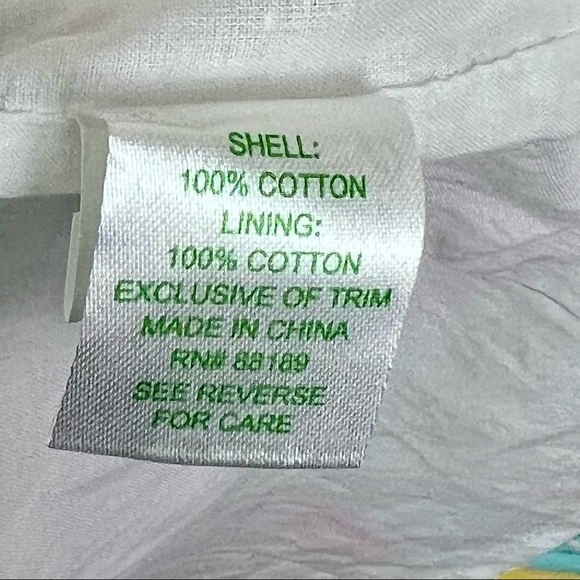 SHELL:
100% COTTON
LINING:
100% COTTON
EXCLUSIVE OF TRIM
MADE IN CHINA
RN# 88189
SEE REVERSE
FOR CARE